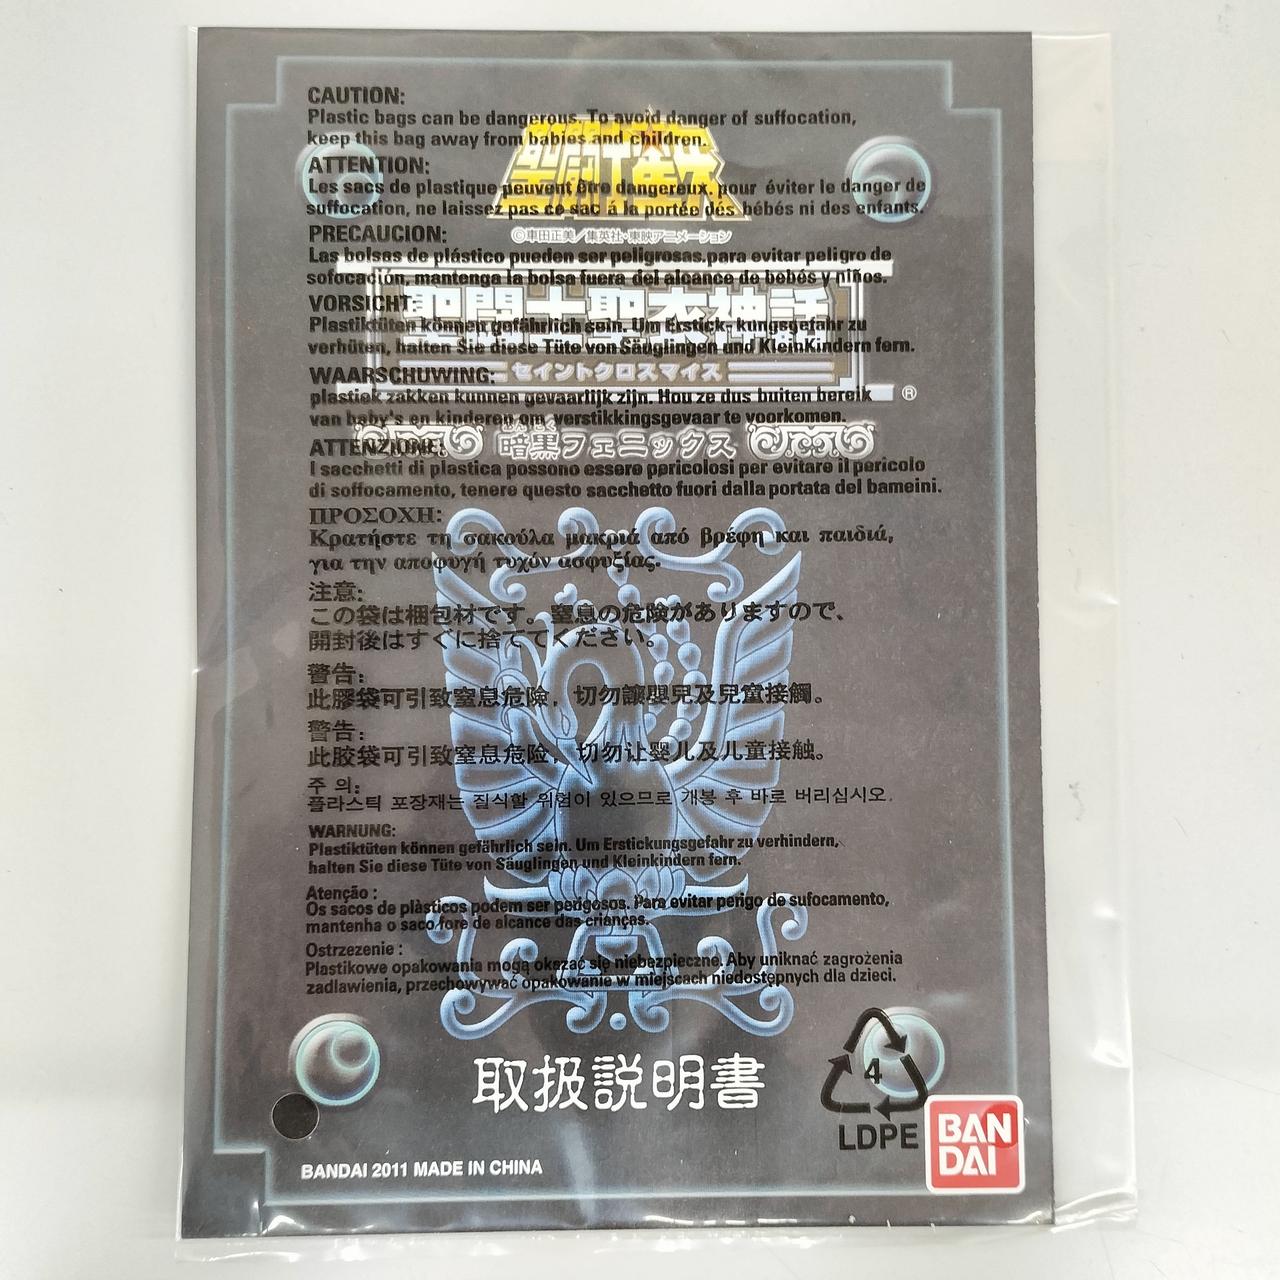 CAUTION:
Plastic bags can be dangerous. To avoid danger of suffocation,
keep this bag away from babies and children.
聖闘士星矢
ATTENTION:
Les sacs de plastique peuvent être dangereux. pour éviter le danger de
suffocation, ne laissez pas ce sac á la portée dés bébés ni des enfants.
©車田正美/集英社・東映アニメーション
PRECAUCION:
Las bolsas de plástico pueden ser peligrosas.para evitar peligro de
sofocación, mantenga la bolsa fuera del alcance de bebés y niños.
聖闘士聖衣神話
VORSICHT:
Plastiktüten können gefährlich sein. Um Erstick- kungsgefahr zu
verhüten, halten Sie diese Tüte von Säuglingen und KleinKindern fern.
セイントクロスマイス
®
WAARSCHUWING:
plastiek zakken kunnen gevaarlijk zijn. Hou ze dus buiten bereik
van baby's en kinderen om verstikkingsgevaar te voorkomen.
暗黒フェニックス
ATTENZIONE:
I sacchetti di plastica possono essere pericolosi per evitare il pericolo
di soffocamento, tenere questo sacchetto fuori dalla portata del bameini.
ΠΡΟΣΟΧΗ:
Κρατήστε τη σακούλα μακριά από βρέφη και παιδιά,
για την αποφυγή τυχόν ασφυξίας.
注意:
この袋は梱包材です。窒息の危険がありますので、
開封後はすぐに捨ててください。
警告:
此膠袋可引致窒息危險，切勿讓嬰兒及兒童接觸。
警告:
此胶袋可引致窒息危险，切勿让婴儿及儿童接触。
주 의:
플라스틱 포장재는 질식할 위험이 있으므로 개봉 후 바로 버리십시오.
WARNUNG:
Plastiktüten können gefährlich sein. Um Erstickungsgefahr zu verhindern,
halten Sie diese Tüte von Säuglingen und Kleinkindern fern.
Atenção :
Os sacos de plàsticos podem ser perigosos. Para evitar perigo de sufocamento,
mantenha o saco fore de alcance das crianças.
Ostrzezenie :
Plastikowe opakowania mogą okazać się niebezpieczne. Aby uniknać zagrożenia
zadławienia, przechowywać opakowanie w miejscach niedostępnych dla dzieci.
取扱説明書
4
LDPE
BAN
DAI
BANDAI 2011 MADE IN CHINA